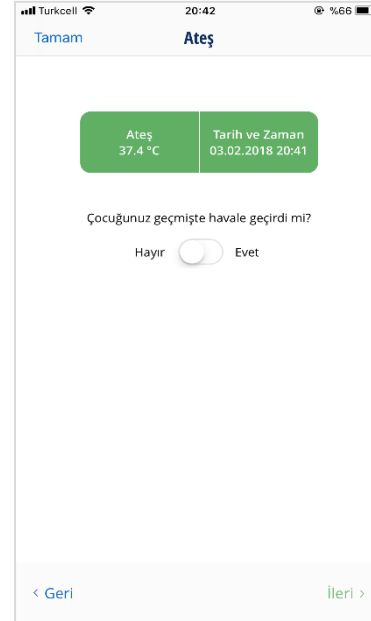 Turkcell 20:42 %66
Tamam Ateş
Ateş Tarih ve Zaman
37.4 °C 03.02.2018 20:41
Çocuğunuz geçmişte havale geçirdi mi?
Hayır Evet
< Geri İleri >